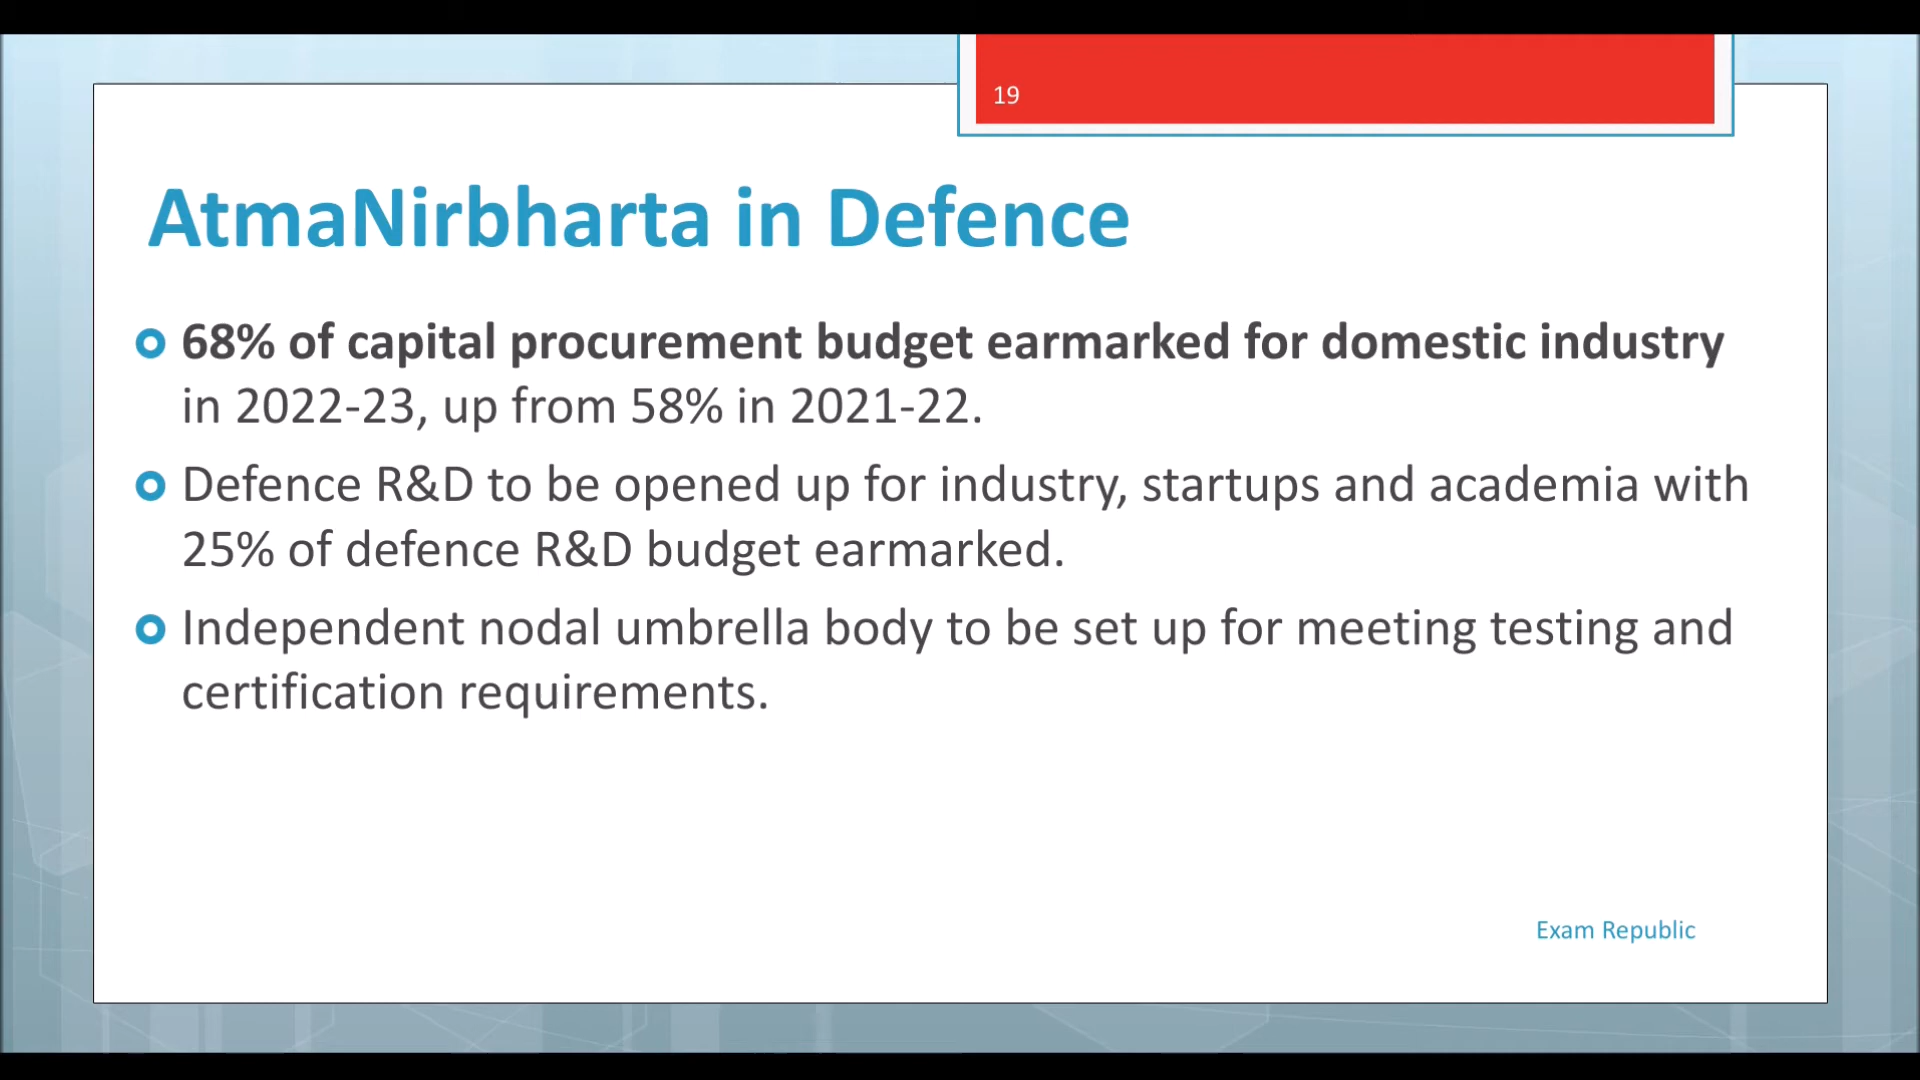 19
AtmaNirbharta in Defence
68% of capital procurement budget earmarked for domestic industry
in 2022-23, up from 58% in 2021-22.
Defence R&D to be opened up for industry, startups and academia with
25% of defence R&D budget earmarked.
Independent nodal umbrella body to be set up for meeting testing and
certification requirements.
Exam Republic